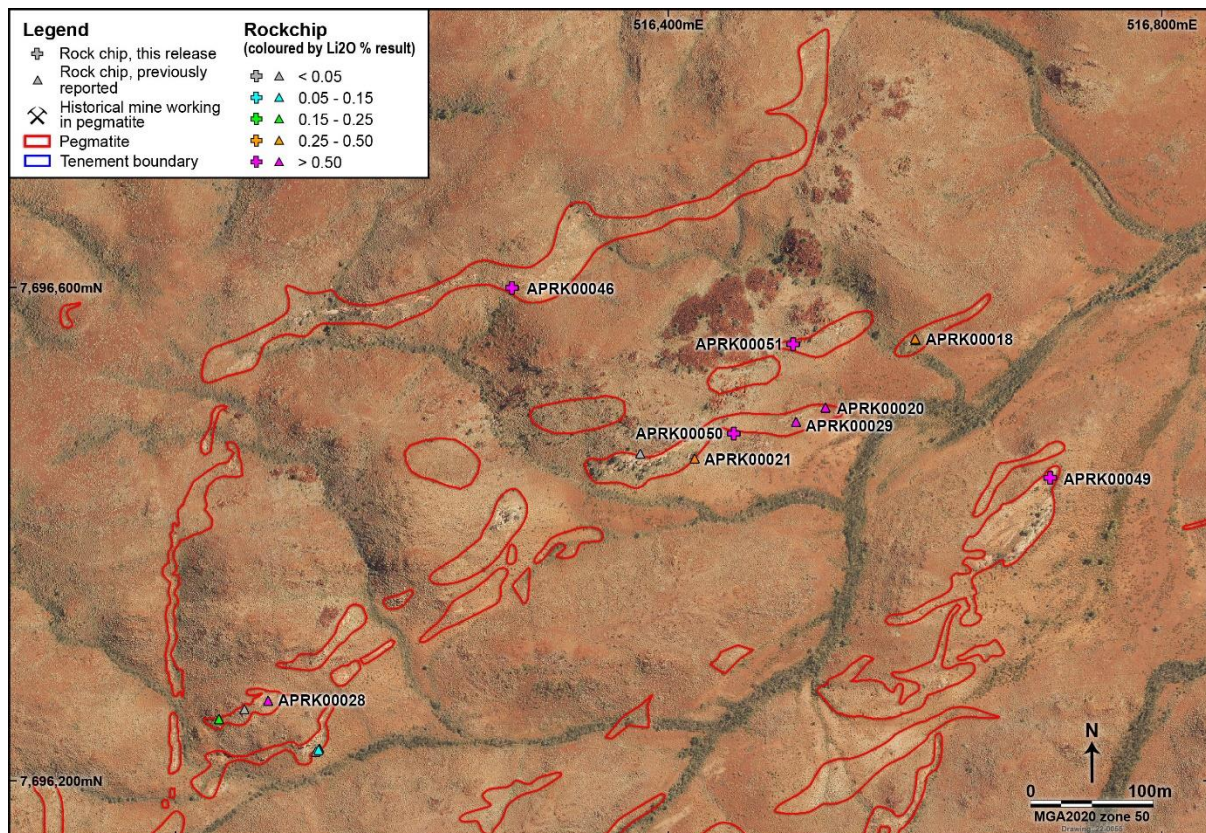 516,400mE
516,800mE
Legend
Rock chip, this release
Rock chip, previously
reported
Historical mine working
in pegmatite
Pegmatite
Tenement boundary
Rockchip
(coloured by Li2O % result)
< 0.05
0.05 - 0.15
0.15 - 0.25
0.25 - 0.50
> 0.50
7,696,600mN
APRK00046
APRK00051
APRK00018
APRK00020
APRK00029
APRK00050
APRK00021
APRK00049
APRK00028
7,696,200mN
N
0 100m
MGA2020 zone 50